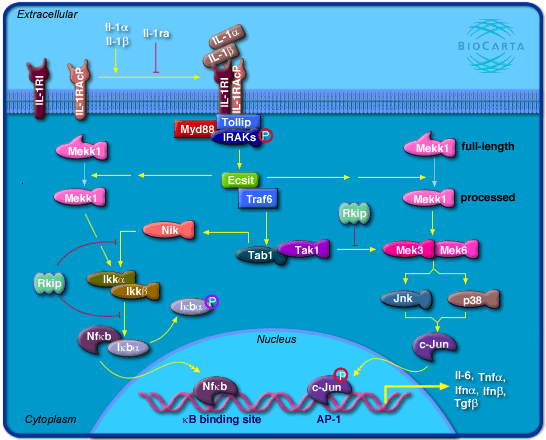 Extracellular
Il-1α
Il-1β
Il-1ra
IL-1α
IL-1β
BIOCARTA
IL-1RI
IL-1RAcP
IL-1RI
IL-1RAcP
Myd88
Tollip
IRAKs
P
Mekk1
Mekk1
full-length
Ecsit
Traf6
Mekk1
Mekk1
processed
Rkip
Nik
Tab1
Tak1
Mek3
Mek6
Rkip
Ikkα
Ikkβ
Iκbα
P
Jnk
p38
Nfκb
Iκbα
c-Jun
Nucleus
Nfκb
c-Jun
P
Il-6, Tnfα,
Ifnα, Ifnβ,
Tgfβ
Cytoplasm
κB binding site
AP-1